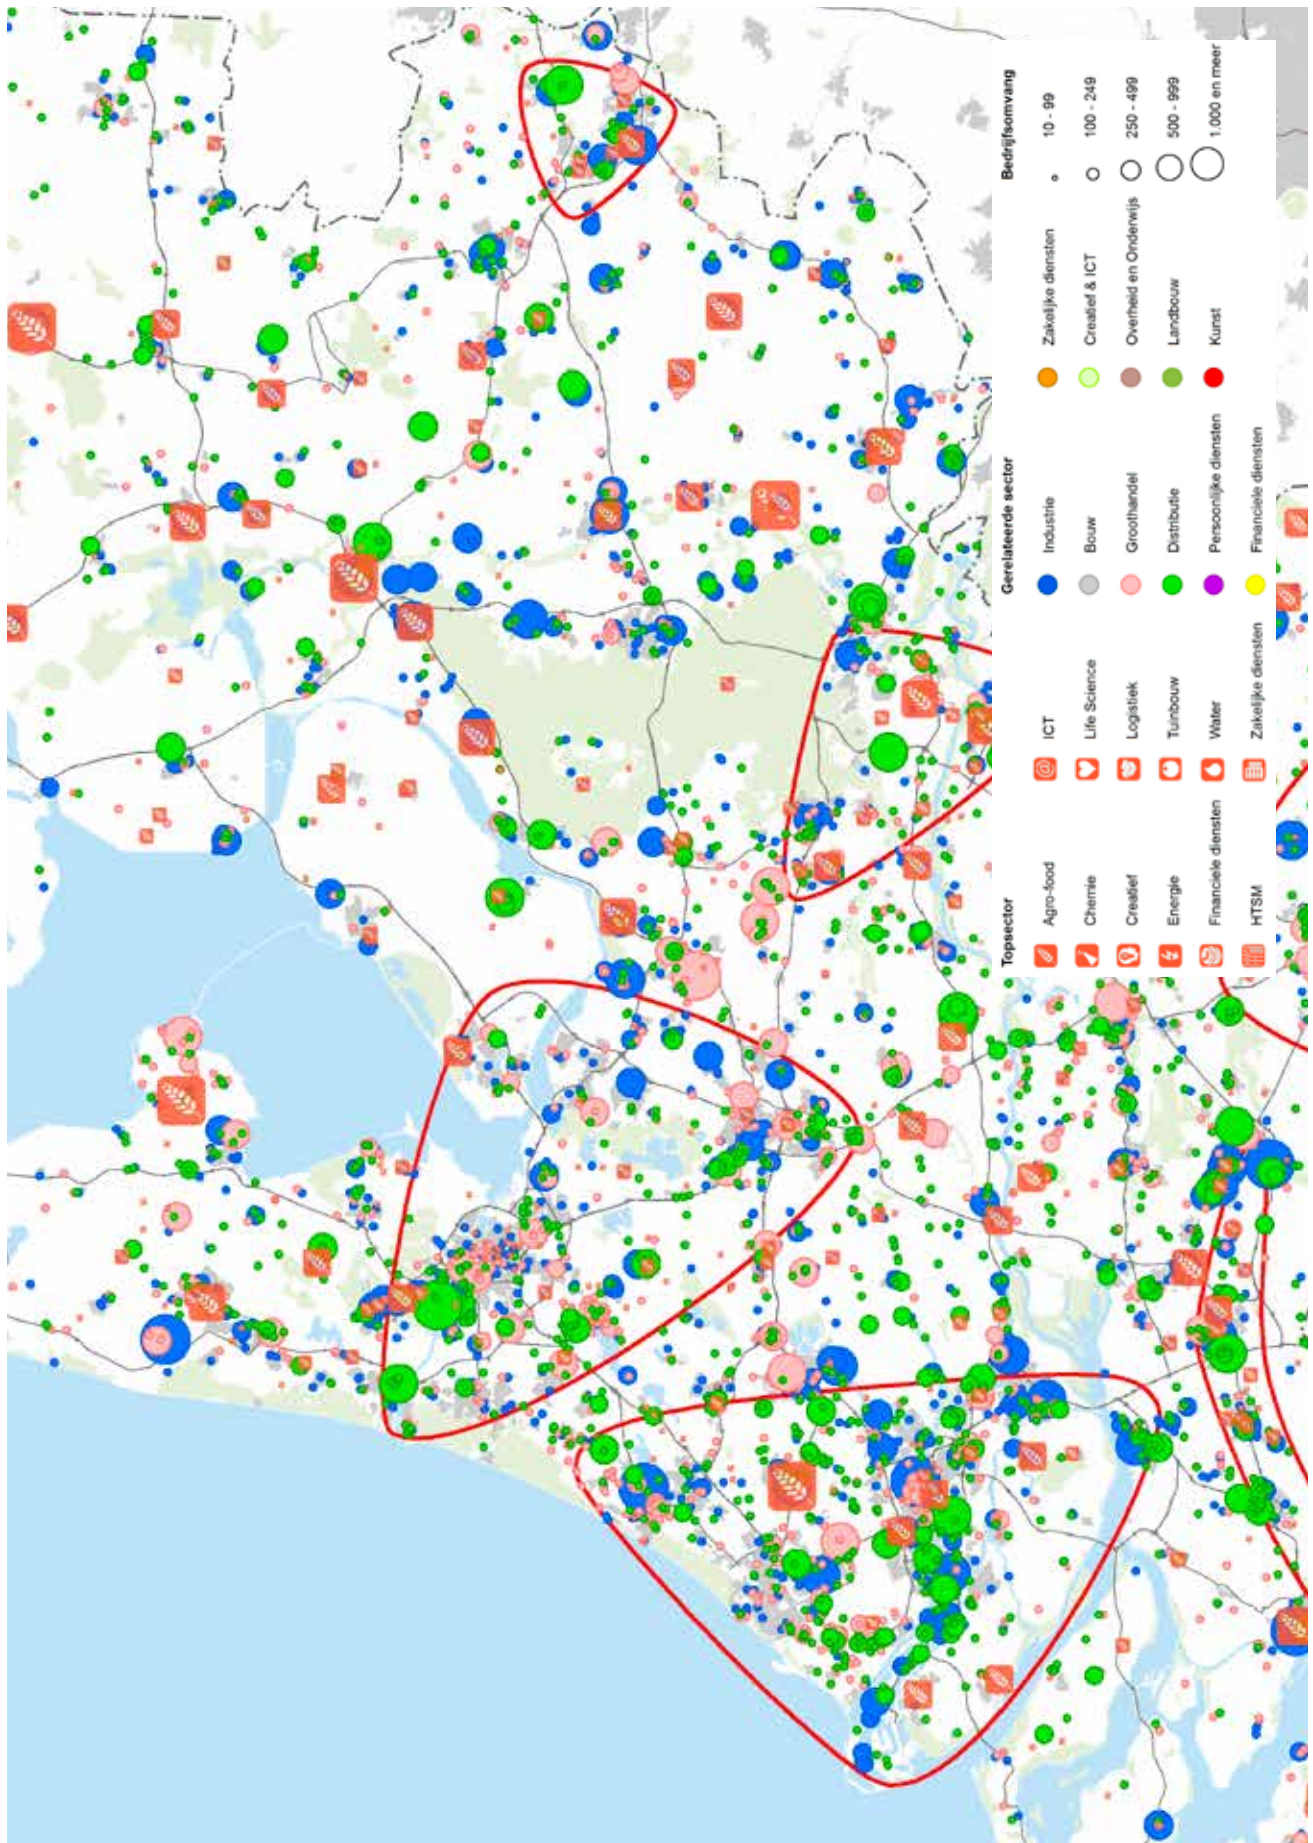 Topsector
Agro-food
Chemie
Creatief
Energie
Financiele diensten
HTSM
ICT
Life Science
Logistiek
Tuinbouw
Water
Zakelijke diensten
Gerelateerde sector
Industrie
Bouw
Groothandel
Distributie
Persoonlijke diensten
Financiele diensten
Zakelijke diensten
Creatief & ICT
Overheid en Onderwijs
Landbouw
Kunst
Bedrijfsomvang
10 - 99
100 - 249
250 - 499
500 - 999
1.000 en meer